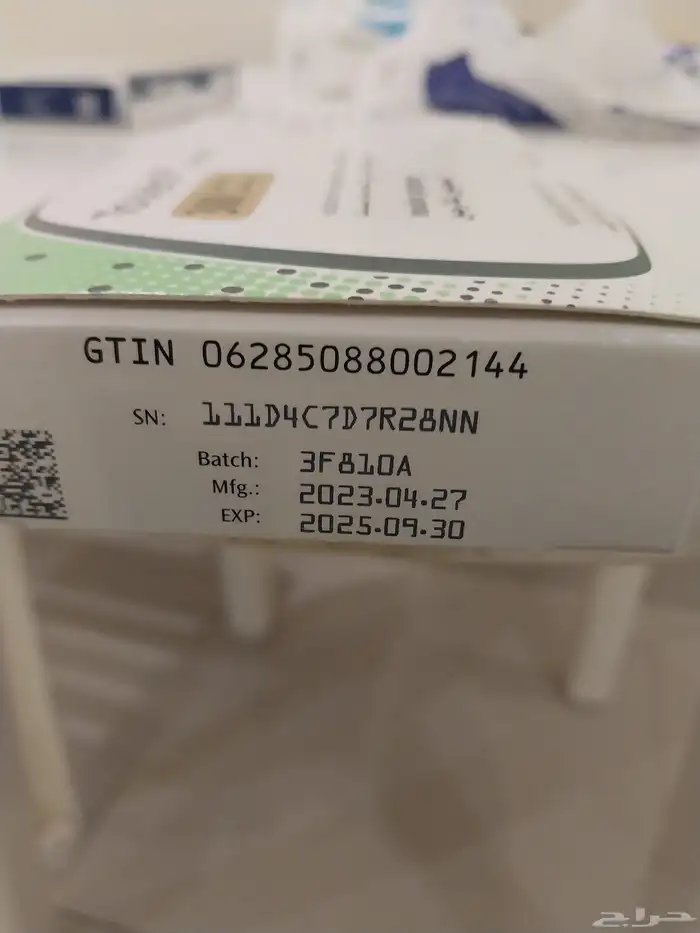 GTIN 06285088002144
SN: 111D4C7D7R28NN
Batch: 3F810A
Mfg.: 2023.04.27
EXP: 2025.09.30
حراج